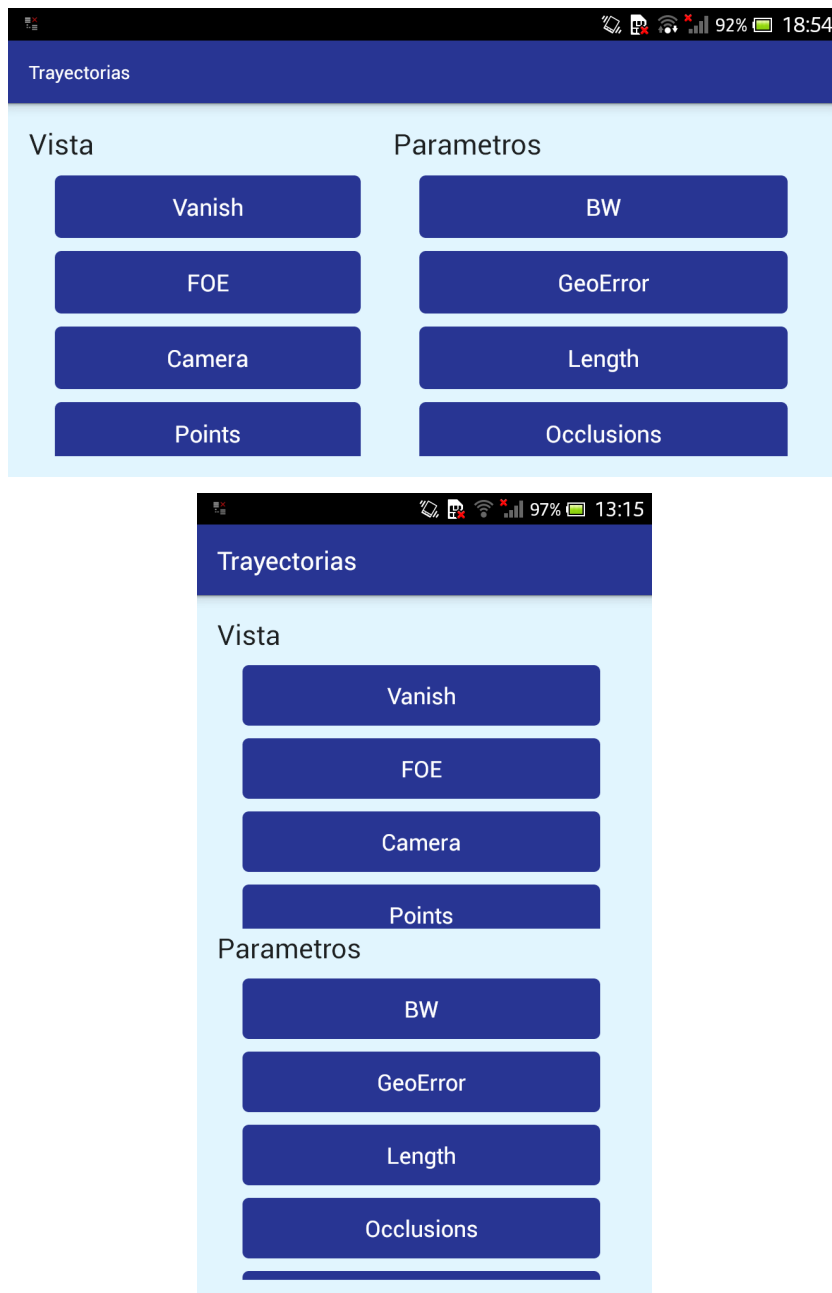 92% 18:54
Trayectorias
Vista Parametros
Vanish BW
FOE GeoError
Camera Length
Points Occlusions
97% 13:15
Trayectorias
Vista
Vanish
FOE
Camera
Points
Parametros
BW
GeoError
Length
Occlusions